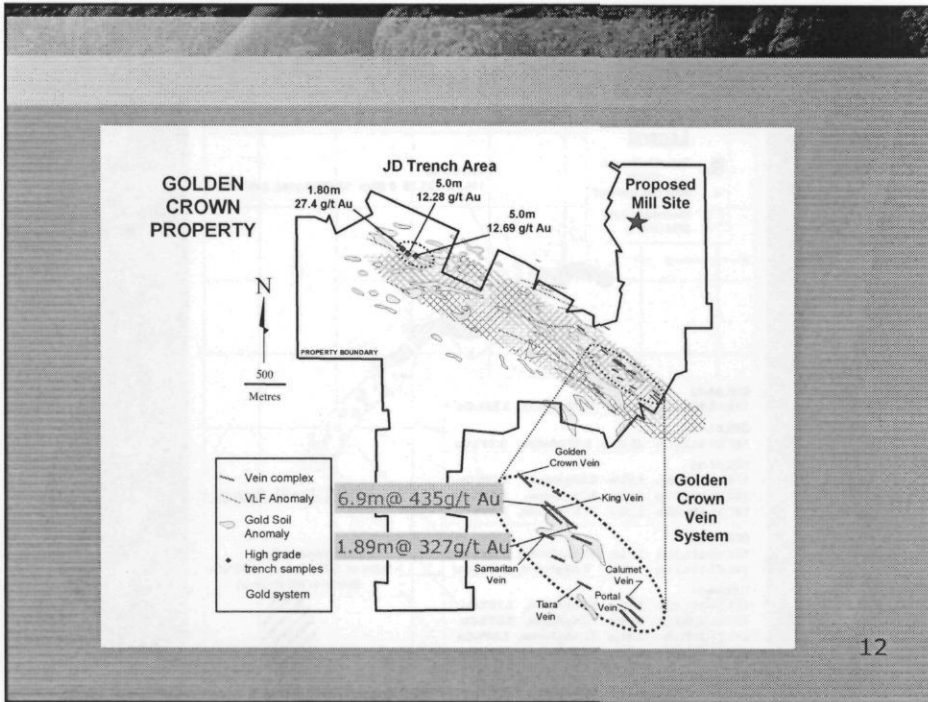 GOLDEN
CROWN
PROPERTY
JD Trench Area
1.80m
27.4 g/t Au
5.0m
12.28 g/t Au
5.0m
12.69 g/t Au
Proposed
Mill Site
N
PROPERTY BOUNDARY
500
Metres
Vein complex
VLF Anomaly
Gold Soil
Anomaly
High grade
trench samples
Gold system
6.9m@ 435g/t Au
1.89m@ 327g/t Au
Golden
Crown Vein
King Vein
Samaritan
Vein
Calumet
Vein
Tiara
Vein
Portal
Vein
Golden
Crown
Vein
System
12